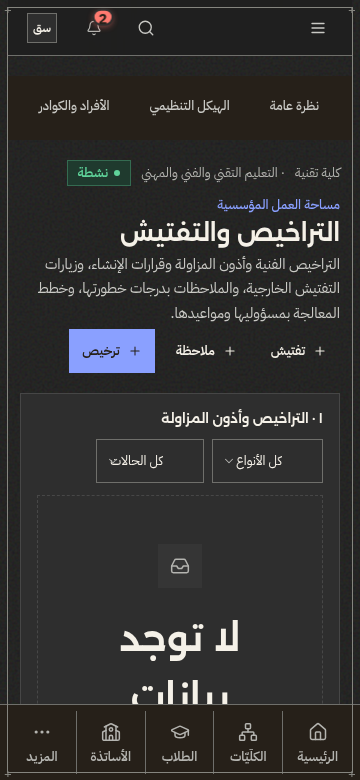 سق
2
نظرة عامة
الهيكل التنظيمي
الأفراد والكوادر
كلية تقنية · التعليم التقني والفني والمهني
نشطة
مساحة العمل المؤسسية
التراخيص والتفتيش
التراخيص الفنية وأذون المزاولة وقرارات الإنشاء، وزيارات
التفتيش الخارجية، والملاحظات بدرجات خطورتها، وخطط
المعالجة بمسؤوليها ومواعيدها.
+ تفتيش
+ ملاحظة
+ ترخيص
٠١ · التراخيص وأذون المزاولة
كل الأنواع
كل الحالات
لا توجد
بيانات
الرئيسية
الكليّات
الطلاب
الأساتذة
المزيد